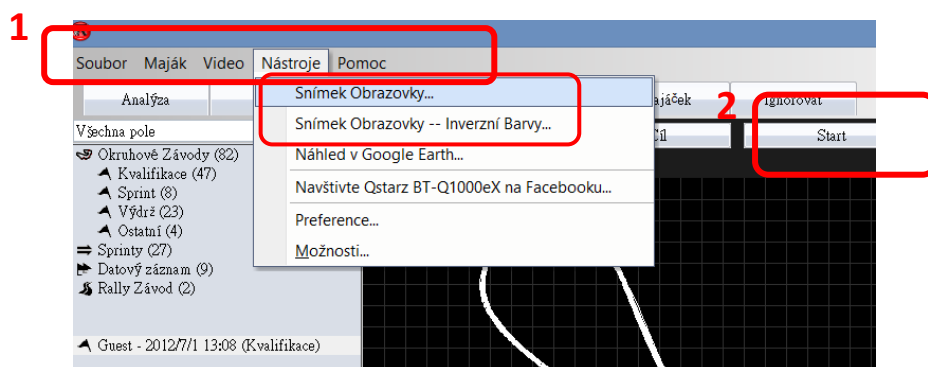 1
Soubor Maják Video Nástroje Pomoc
Analýza
Snímek Obrazovky...
2
ajáček
Ignorovat
Všechna pole
Snímek Obrazovky -- Inverzní Barvy...
Cíl
Start
Okruhové Závody (82)
Náhled v Google Earth...
Kvalifikace (47)
Navštivte Qstarz BT-Q1000eX na Facebooku...
Sprint (8)
Výdrž (23)
Preference...
Ostatní (4)
Sprinty (27)
Možnosti...
Datový záznam (9)
Rally Závod (2)
Guest - 2012/7/1 13:08 (Kvalifikace)